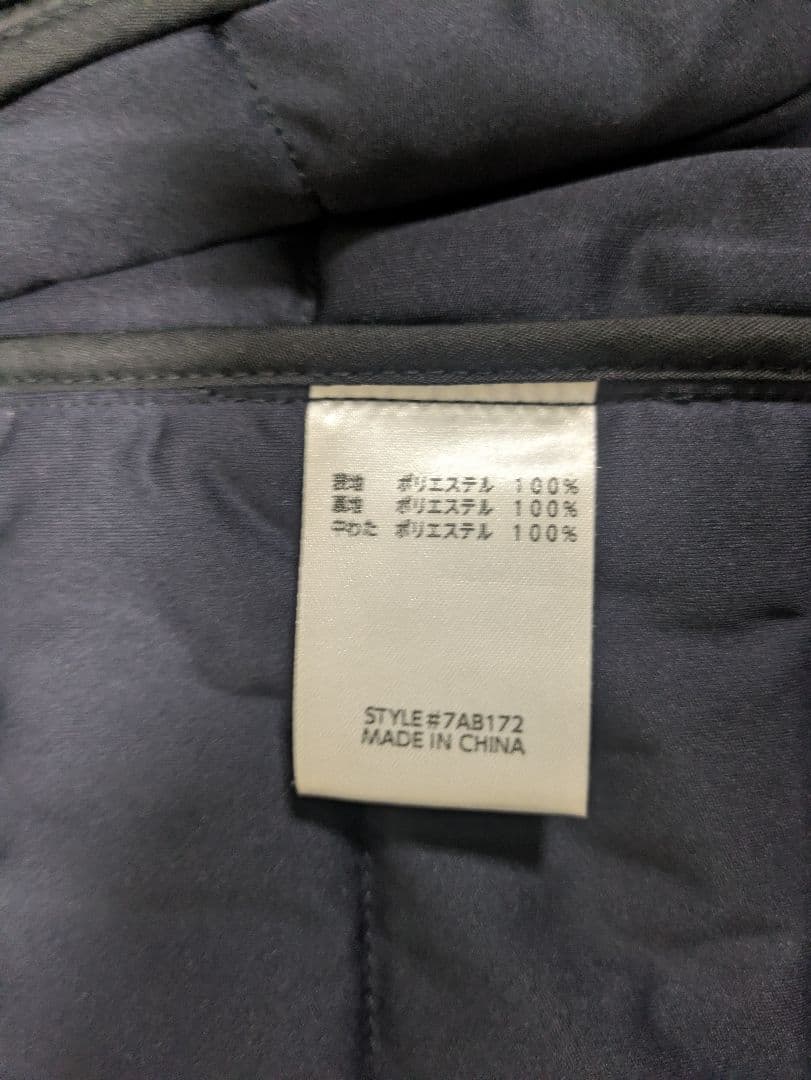 表地 ポリエステル 100%
裏地 ポリエステル 100%
中わた ポリエステル 100%
STYLE#7AB172
MADE IN CHINA